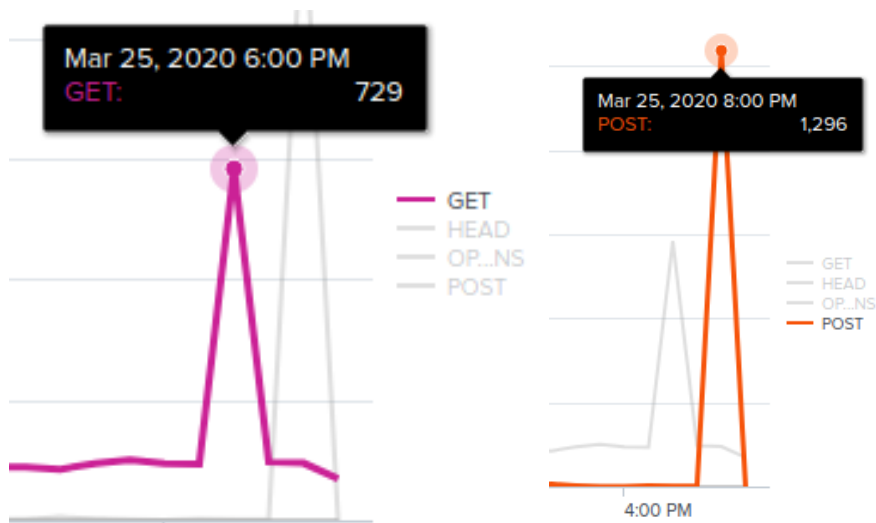 Mar 25, 2020 6:00 PM
GET: 729
GET
HEAD
OP...NS
POST
Mar 25, 2020 8:00 PM
POST: 1,296
GET
HEAD
OP...NS
POST
4:00 PM